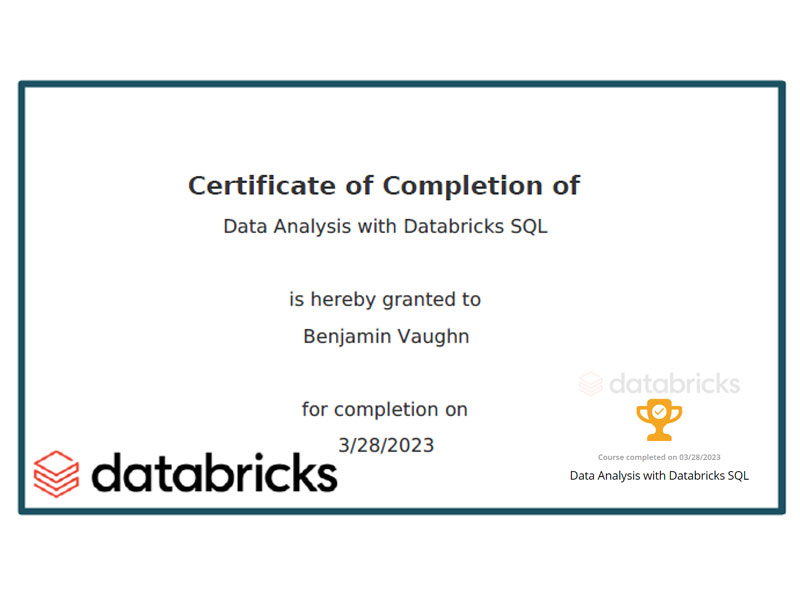 Certificate of Completion of
Data Analysis with Databricks SQL
is hereby granted to
Benjamin Vaughn
for completion on
3/28/2023
databricks
databricks
Course completed on 03/28/2023
Data Analysis with Databricks SQL